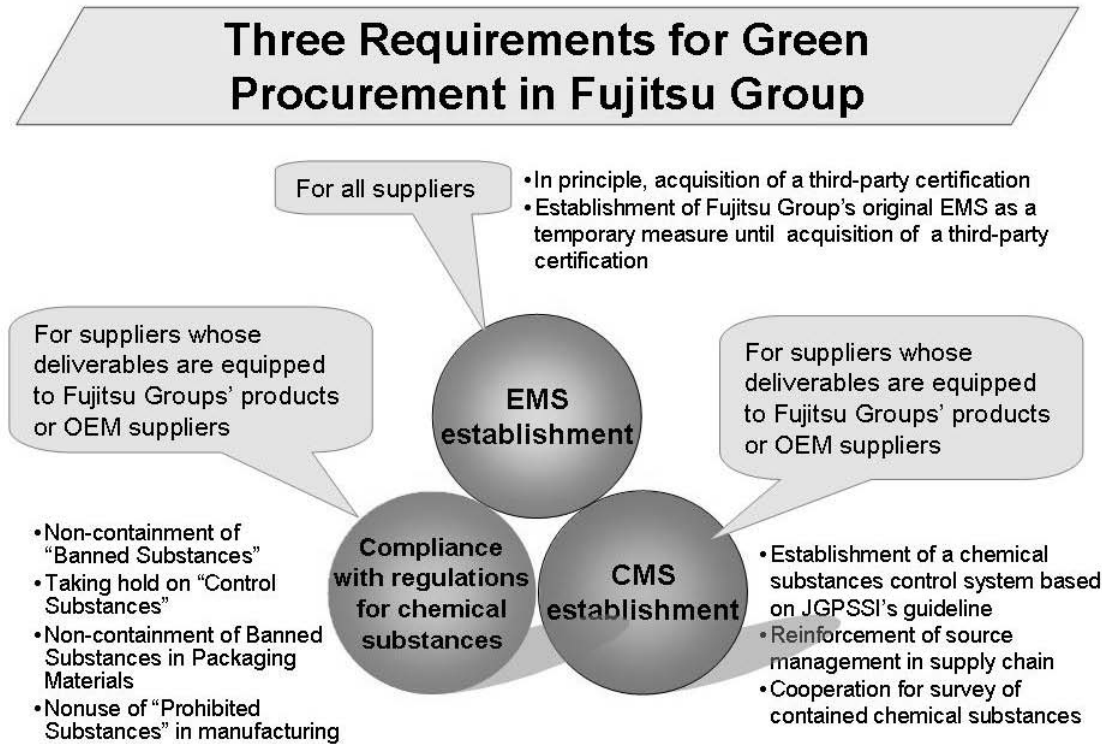 Three Requirements for Green
Procurement in Fujitsu Group
For all suppliers
•In principle, acquisition of a third-party certification
•Establishment of Fujitsu Group's original EMS as a
temporary measure until acquisition of a third-party
certification
For suppliers whose
deliverables are equipped
to Fujitsu Groups' products
or OEM suppliers
EMS
establishment
For suppliers whose
deliverables are equipped
to Fujitsu Groups' products
or OEM suppliers
•Non-containment of
"Banned Substances"
•Taking hold on "Control
Substances"
•Non-containment of Banned
Substances in Packaging
Materials
•Nonuse of "Prohibited
Substances" in manufacturing
Compliance
with regulations
for chemical
substances
CMS
establishment
•Establishment of a chemical
substances control system based
on JGPSSI's guideline
•Reinforcement of source
management in supply chain
•Cooperation for survey of
contained chemical substances